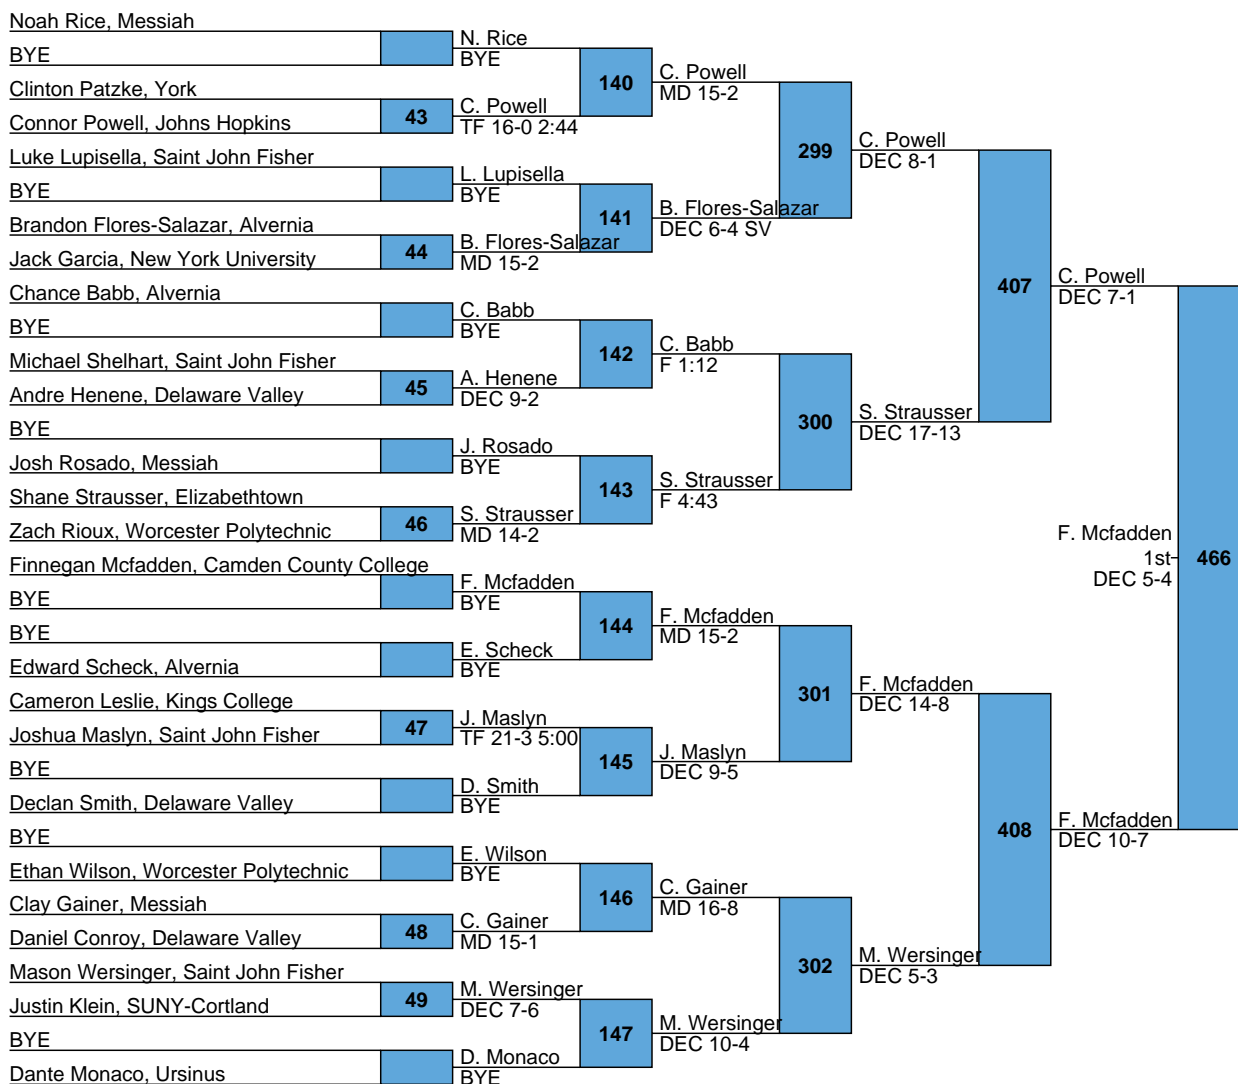 Noah Rice, Messiah
BYE
Clinton Patzke, York
Connor Powell, Johns Hopkins
Luke Lupisella, Saint John Fisher
BYE
Brandon Flores-Salazar, Alvernia
Jack Garcia, New York University
Chance Babb, Alvernia
BYE
Michael Shelhart, Saint John Fisher
Andre Henene, Delaware Valley
BYE
Josh Rosado, Messiah
Shane Strausser, Elizabethtown
Zach Rioux, Worcester Polytechnic
Finnegan Mcfadden, Camden County College
BYE
BYE
Edward Scheck, Alvernia
Cameron Leslie, Kings College
Joshua Maslyn, Saint John Fisher
BYE
Declan Smith, Delaware Valley
BYE
Ethan Wilson, Worcester Polytechnic
Clay Gainer, Messiah
Daniel Conroy, Delaware Valley
Mason Wersinger, Saint John Fisher
Justin Klein, SUNY-Cortland
BYE
Dante Monaco, Ursinus
43
44
45
46
47
48
49
N. Rice
BYE
C. Powell
TF 16-0 2:44
L. Lupisella
BYE
B. Flores-Salazar
MD 15-2
C. Babb
BYE
A. Henene
DEC 9-2
J. Rosado
BYE
S. Strausser
MD 14-2
F. Mcfadden
BYE
E. Scheck
BYE
J. Maslyn
TF 21-3 5:00
D. Smith
BYE
E. Wilson
BYE
C. Gainer
MD 15-1
M. Wersinger
DEC 7-6
D. Monaco
BYE
140
141
142
143
144
145
146
147
C. Powell
MD 15-2
B. Flores-Salazar
DEC 6-4 SV
C. Babb
F 1:12
S. Strausser
F 4:43
F. Mcfadden
MD 15-2
J. Maslyn
DEC 9-5
C. Gainer
MD 16-8
M. Wersinger
DEC 10-4
299
300
301
302
C. Powell
DEC 8-1
S. Strausser
DEC 17-13
F. Mcfadden
DEC 14-8
M. Wersinger
DEC 5-3
407
408
C. Powell
DEC 7-1
F. Mcfadden
DEC 10-7
F. Mcfadden
1st
DEC 5-4
466